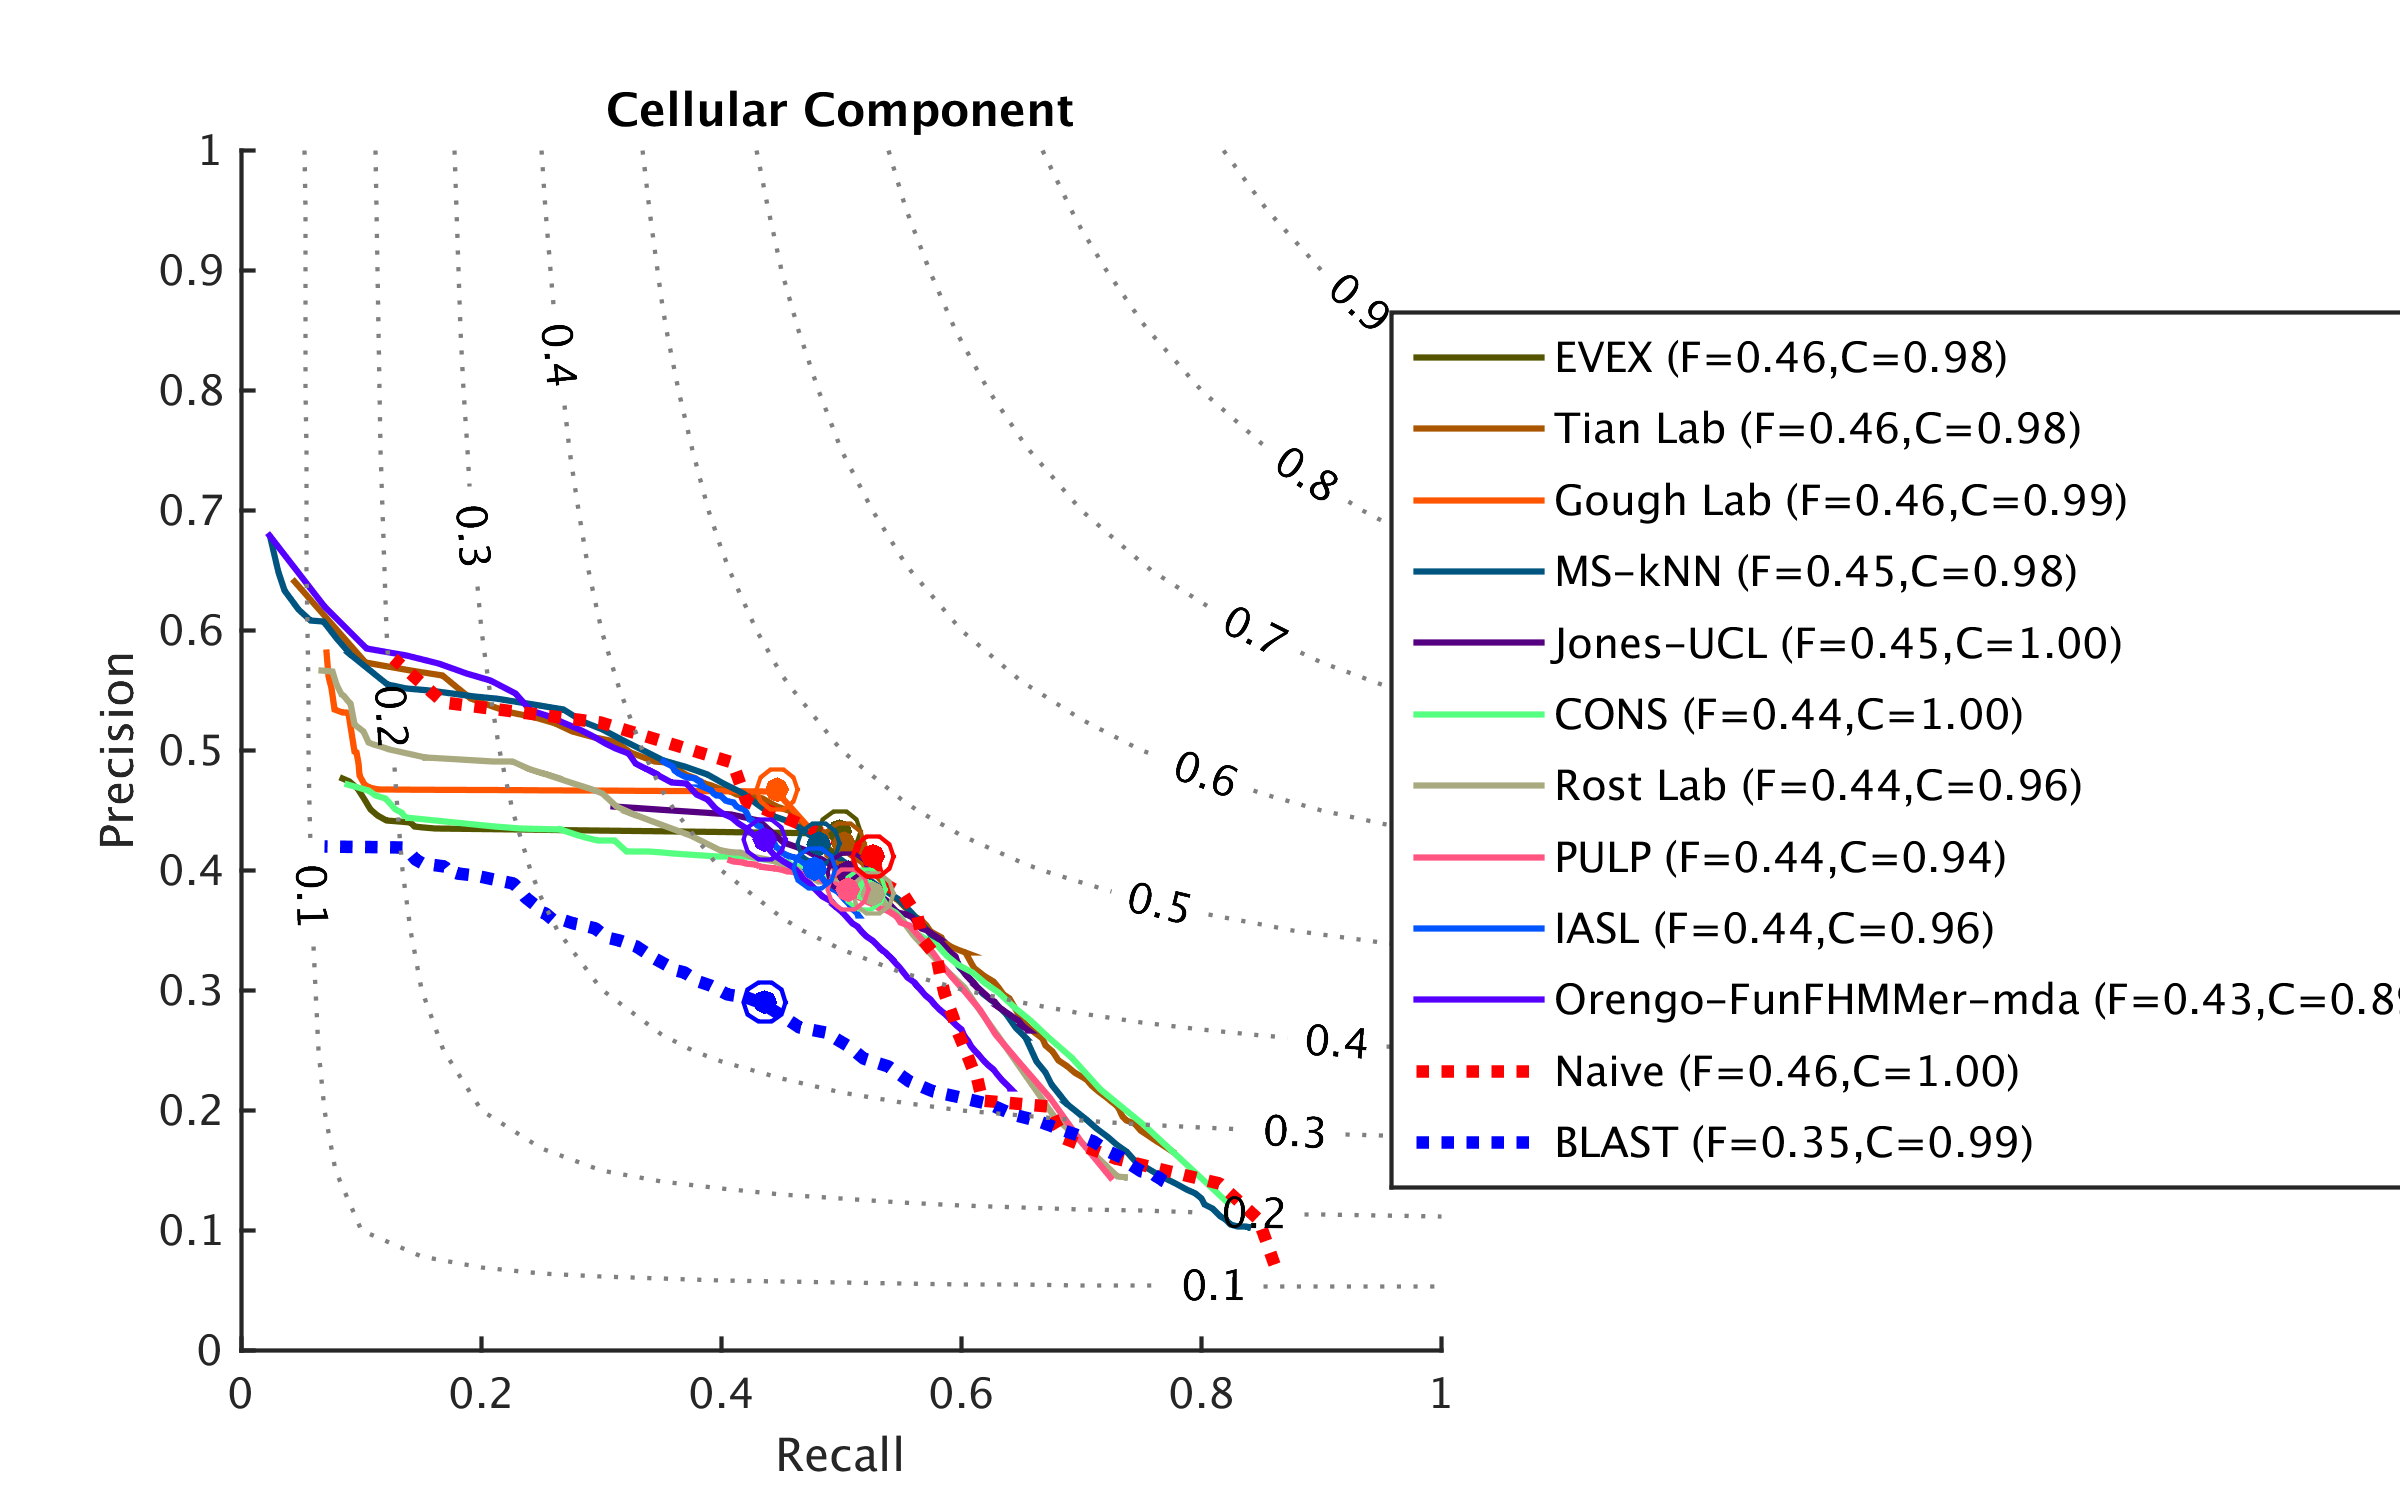 Cellular Component
Precision
1
0.9
0.8
0.7
0.6
0.5
0.4
0.3
0.2
0.1
0
0
0.2
0.4
0.6
0.8
1
Recall
0.4
0.3
0.2
0.1
0.9
0.8
0.7
0.6
0.5
0.4
0.3
0.2
0.1
EVEX (F=0.46,C=0.98)
Tian Lab (F=0.46,C=0.98)
Gough Lab (F=0.46,C=0.99)
MS-kNN (F=0.45,C=0.98)
Jones-UCL (F=0.45,C=1.00)
CONS (F=0.44,C=1.00)
Rost Lab (F=0.44,C=0.96)
PULP (F=0.44,C=0.94)
IASL (F=0.44,C=0.96)
Orengo-FunFHMMer-mda (F=0.43,C=0.89
Naive (F=0.46,C=1.00)
BLAST (F=0.35,C=0.99)